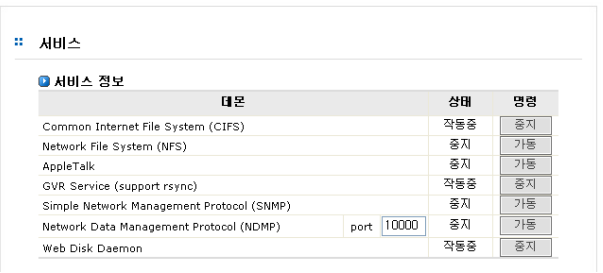 서비스
서비스 정보
데몬 상태 명령
Common Internet File System (CIFS) 작동중 중지
Network File System (NFS) 중지 가동
AppleTalk 중지 가동
GVR Service (support rsync) 작동중 중지
Simple Network Management Protocol (SNMP) 중지 가동
Network Data Management Protocol (NDMP) port 10000 중지 가동
Web Disk Daemon 작동중 중지